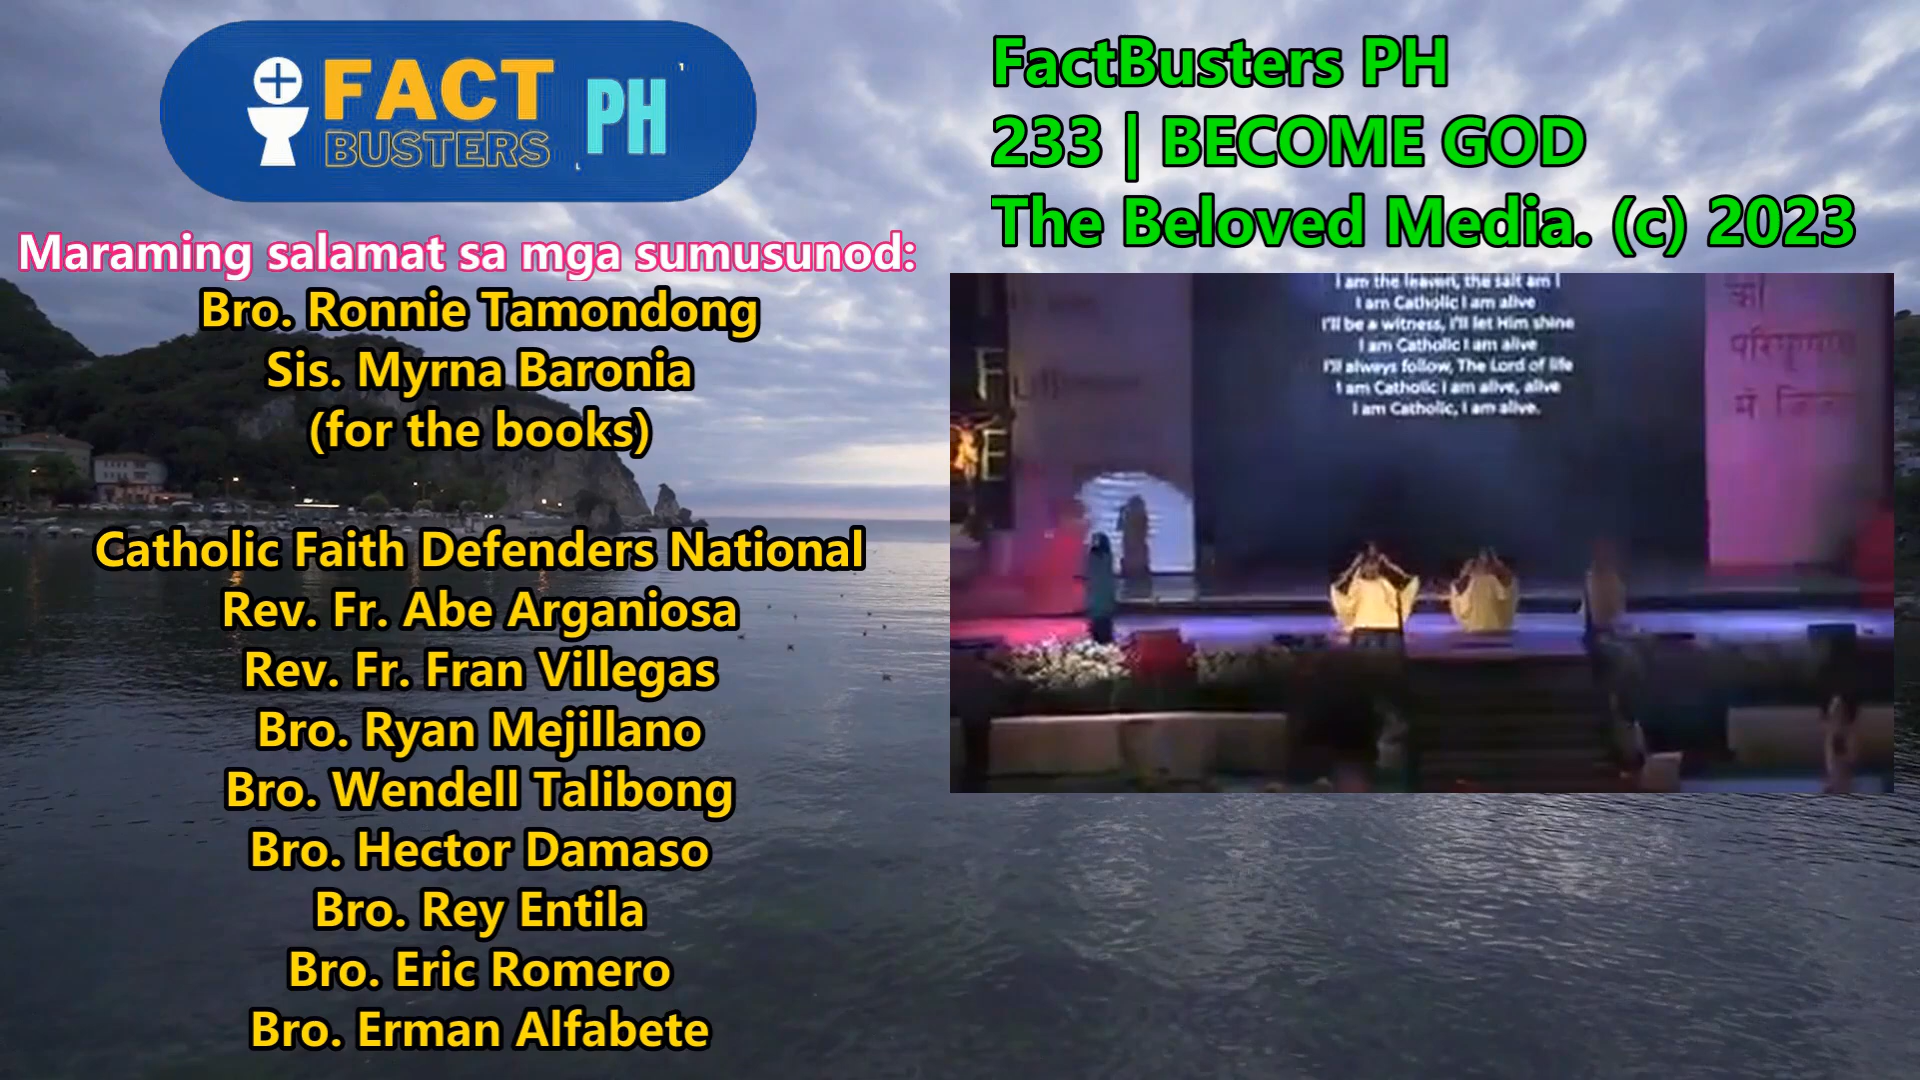 FACT
BUSTERS
PH
Maraming salamat sa mga sumusunod:
Bro. Ronnie Tamondong
Sis. Myrna Baronia
(for the books)
Catholic Faith Defenders National
Rev. Fr. Abe Arganiosa
Rev. Fr. Fran Villegas
Bro. Ryan Mejillano
Bro. Wendell Talibong
Bro. Hector Damaso
Bro. Rey Entila
Bro. Eric Romero
Bro. Erman Alfabete
FactBusters PH
233 | BECOME GOD
The Beloved Media. (c) 2023
I am the leaven, the salt am I
I am Catholic I am alive
I'll be a witness, I'll let Him shine
I am Catholic I am alive
I'll always follow, The Lord of life
I am Catholic I am alive, alive
I am Catholic, I am alive.
की
में